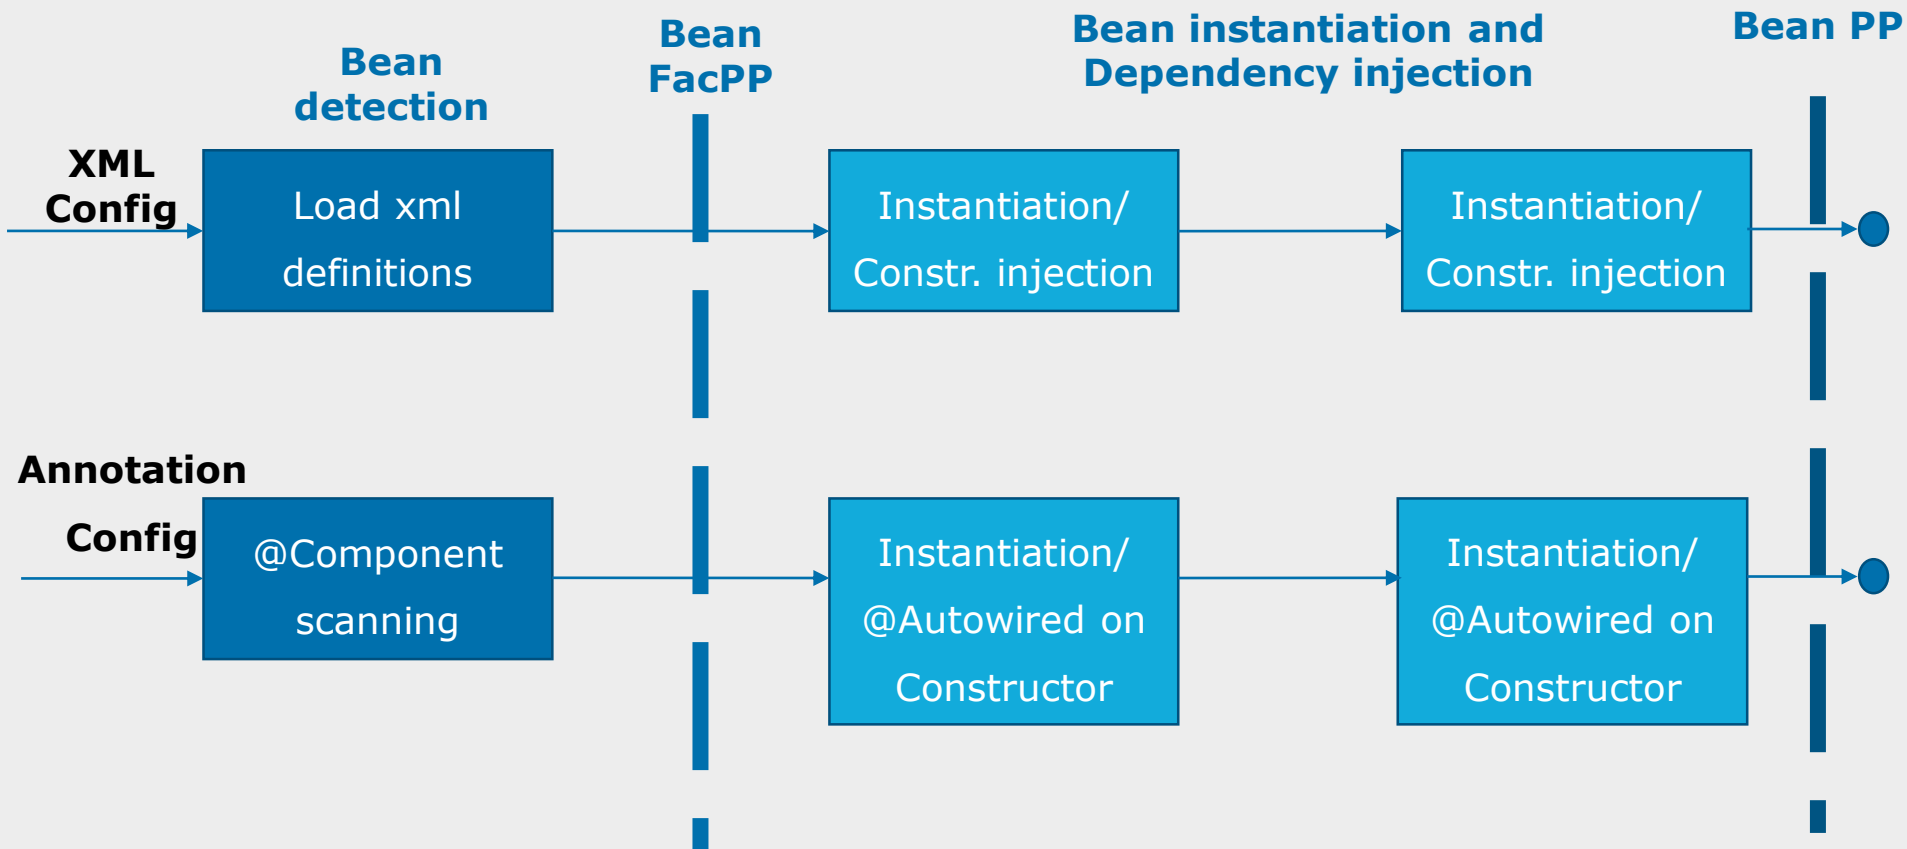 Bean
detection
Bean
FacPP
Bean instantiation and
Dependency injection
Bean PP
XML
Config
Load xml
definitions
Instantiation/
Constr. injection
Instantiation/
Constr. injection
Annotation
Config
@Component
scanning
Instantiation/
@Autowired on
Constructor
Instantiation/
@Autowired on
Constructor